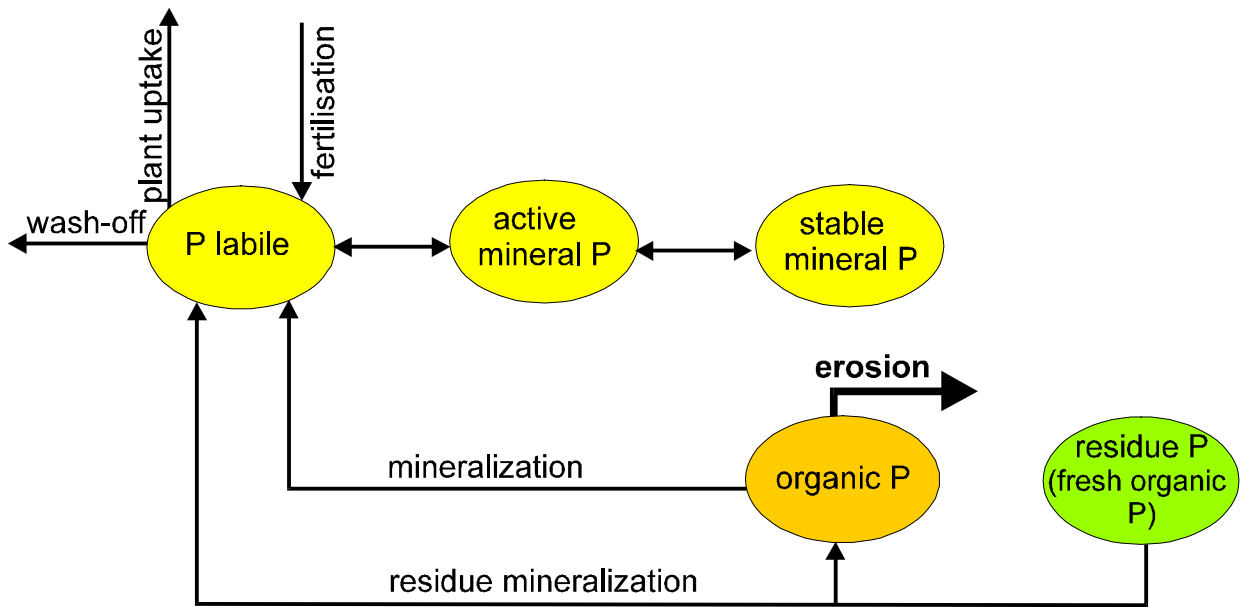 plant uptake
fertilisation
wash-off
P labile
active
mineral P
stable
mineral P
erosion
mineralization
organic P
residue P
(fresh organic
P)
residue mineralization